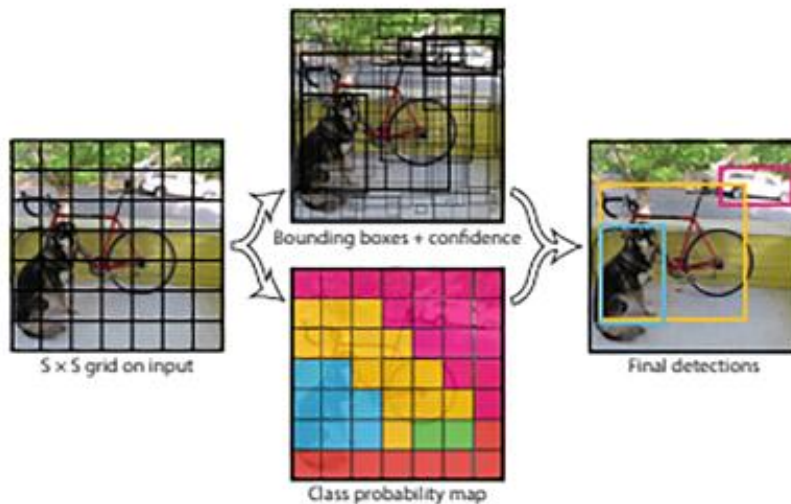 Bounding boxes + confidence
S × S grid on input
Final detections
Class probability map